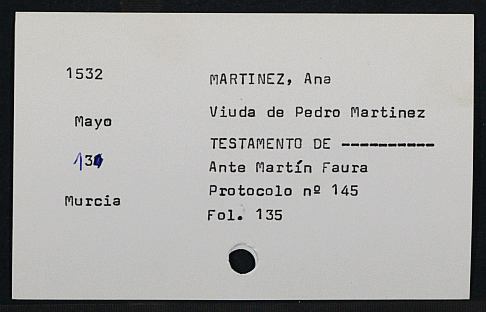 1532
MARTINEZ, Ana
Viuda de Pedro Martinez
Mayo
TESTAMENTO DE ----------
Ante Martín Faura
Protocolo nº 145
Murcia
Fol. 135